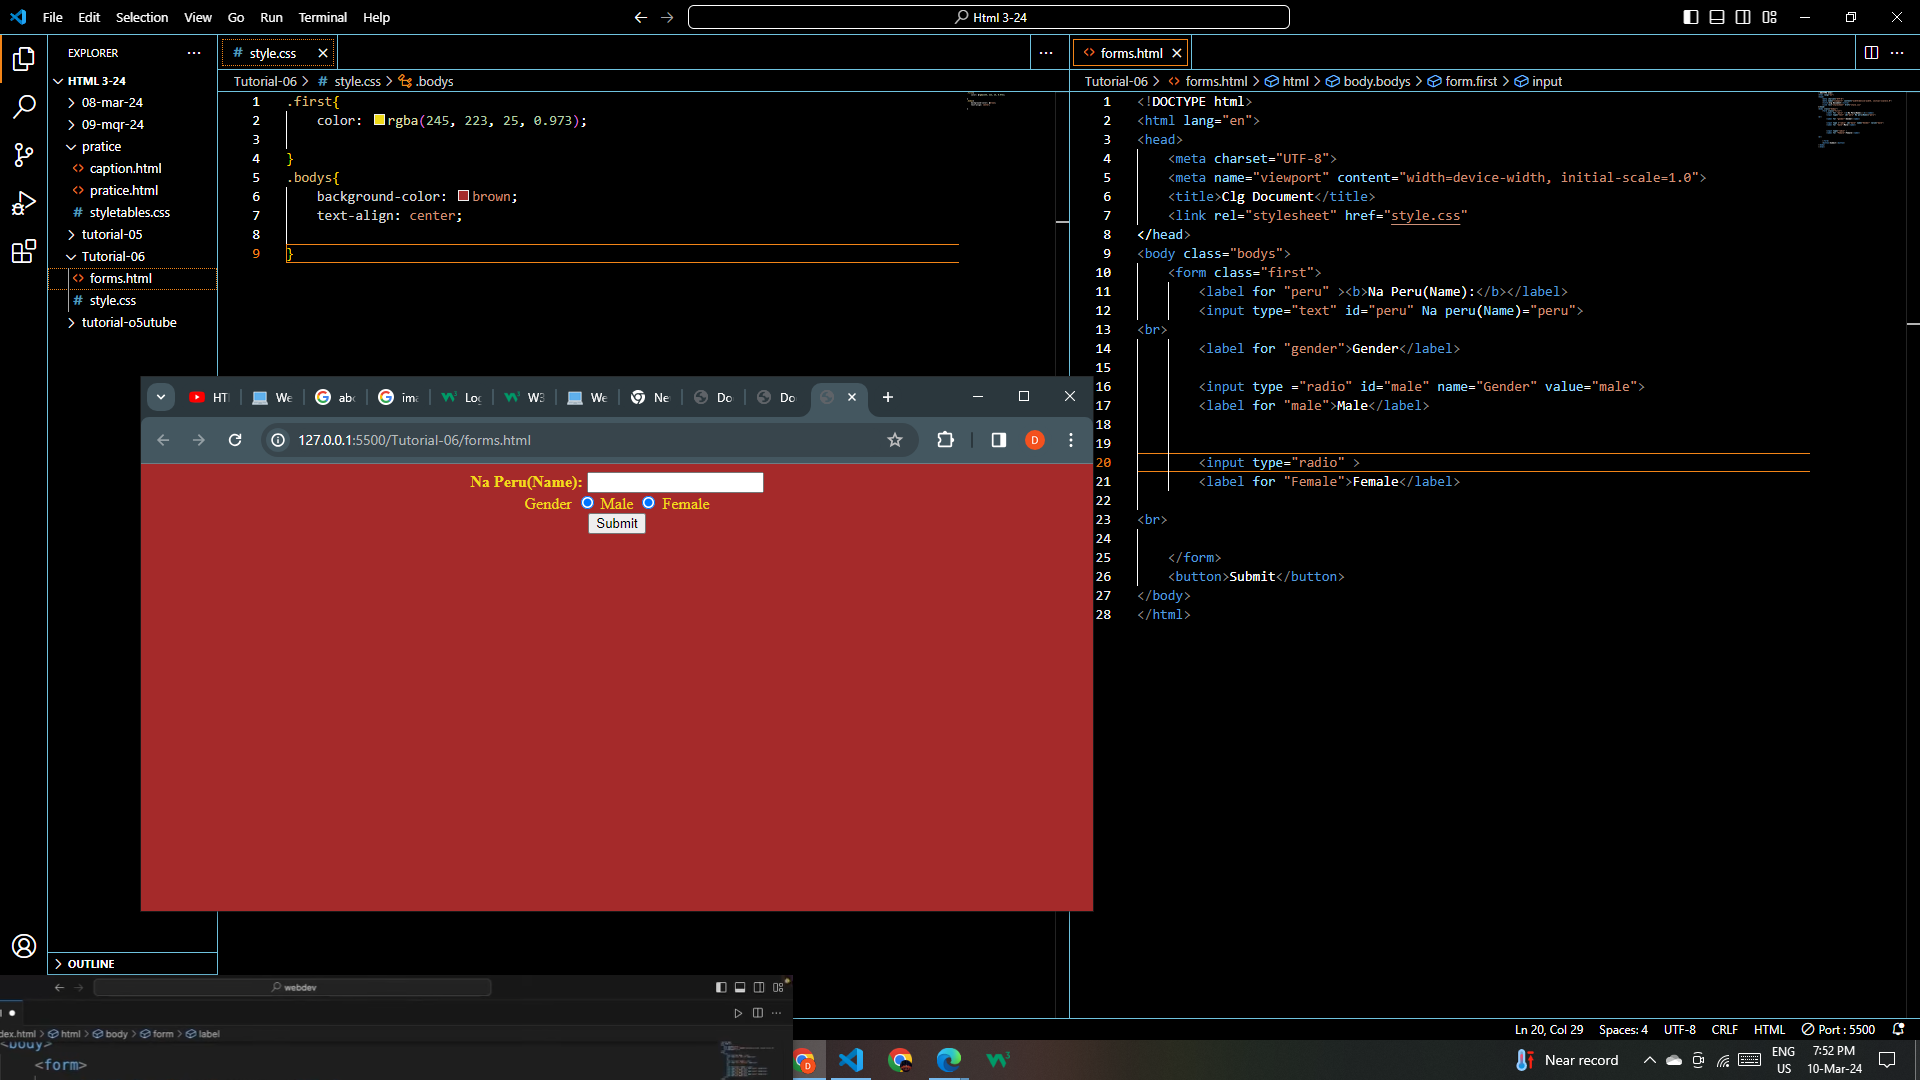 File Edit Selection View Go Run Terminal Help
Html 3-24
EXPLORER
HTML 3-24
08-mar-24
09-mqr-24
pratice
caption.html
pratice.html
styletables.css
tutorial-05
Tutorial-06
forms.html
style.css
tutorial-o5utube
OUTLINE
style.css
Tutorial-06 > style.css > .bodys
1 .first{
2 color: rgba(245, 223, 25, 0.973);
3
4 }
5 .bodys{
6 background-color: brown;
7 text-align: center;
8
9 }
forms.html
Tutorial-06 > forms.html > html > body.bodys > form.first > input
1 <!DOCTYPE html>
2 <html lang="en">
3 <head>
4 <meta charset="UTF-8">
5 <meta name="viewport" content="width=device-width, initial-scale=1.0">
6 <title>Clg Document</title>
7 <link rel="stylesheet" href="style.css"
8 </head>
9 <body class="bodys">
10 <form class="first">
11 <label for "peru" ><b>Na Peru(Name):</b></label>
12 <input type="text" id="peru" Na peru(Name)="peru">
13 <br>
14 <label for "gender">Gender</label>
15
16 <input type ="radio" id="male" name="Gender" value="male">
17 <label for "male">Male</label>
18
19
20 <input type="radio" >
21 <label for "Female">Female</label>
22
23 <br>
24
25 </form>
26 <button>Submit</button>
27 </body>
28 </html>
HT We abc ima Log W3 We Ne Do Do
127.0.0.1:5500/Tutorial-06/forms.html
D
Na Peru(Name):
Gender Male Female
Submit
webdev
dex.html > html > body > form > label
<body>
<form>
Ln 20, Col 29 Spaces: 4 UTF-8 CRLF HTML Port : 5500
Near record
ENG
US
7:52 PM
10-Mar-24